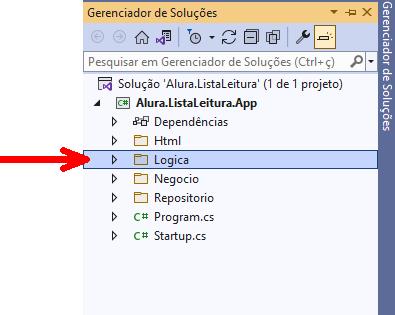 Gerenciador de Soluções
Pesquisar em Gerenciador de Soluções (Ctrl+ç)
Solução 'Alura.ListaLeitura' (1 de 1 projeto)
C# Alura.ListaLeitura.App
Dependências
Html
Logica
Negocio
Repositorio
C# Program.cs
C# Startup.cs
Gerenciador de Soluções